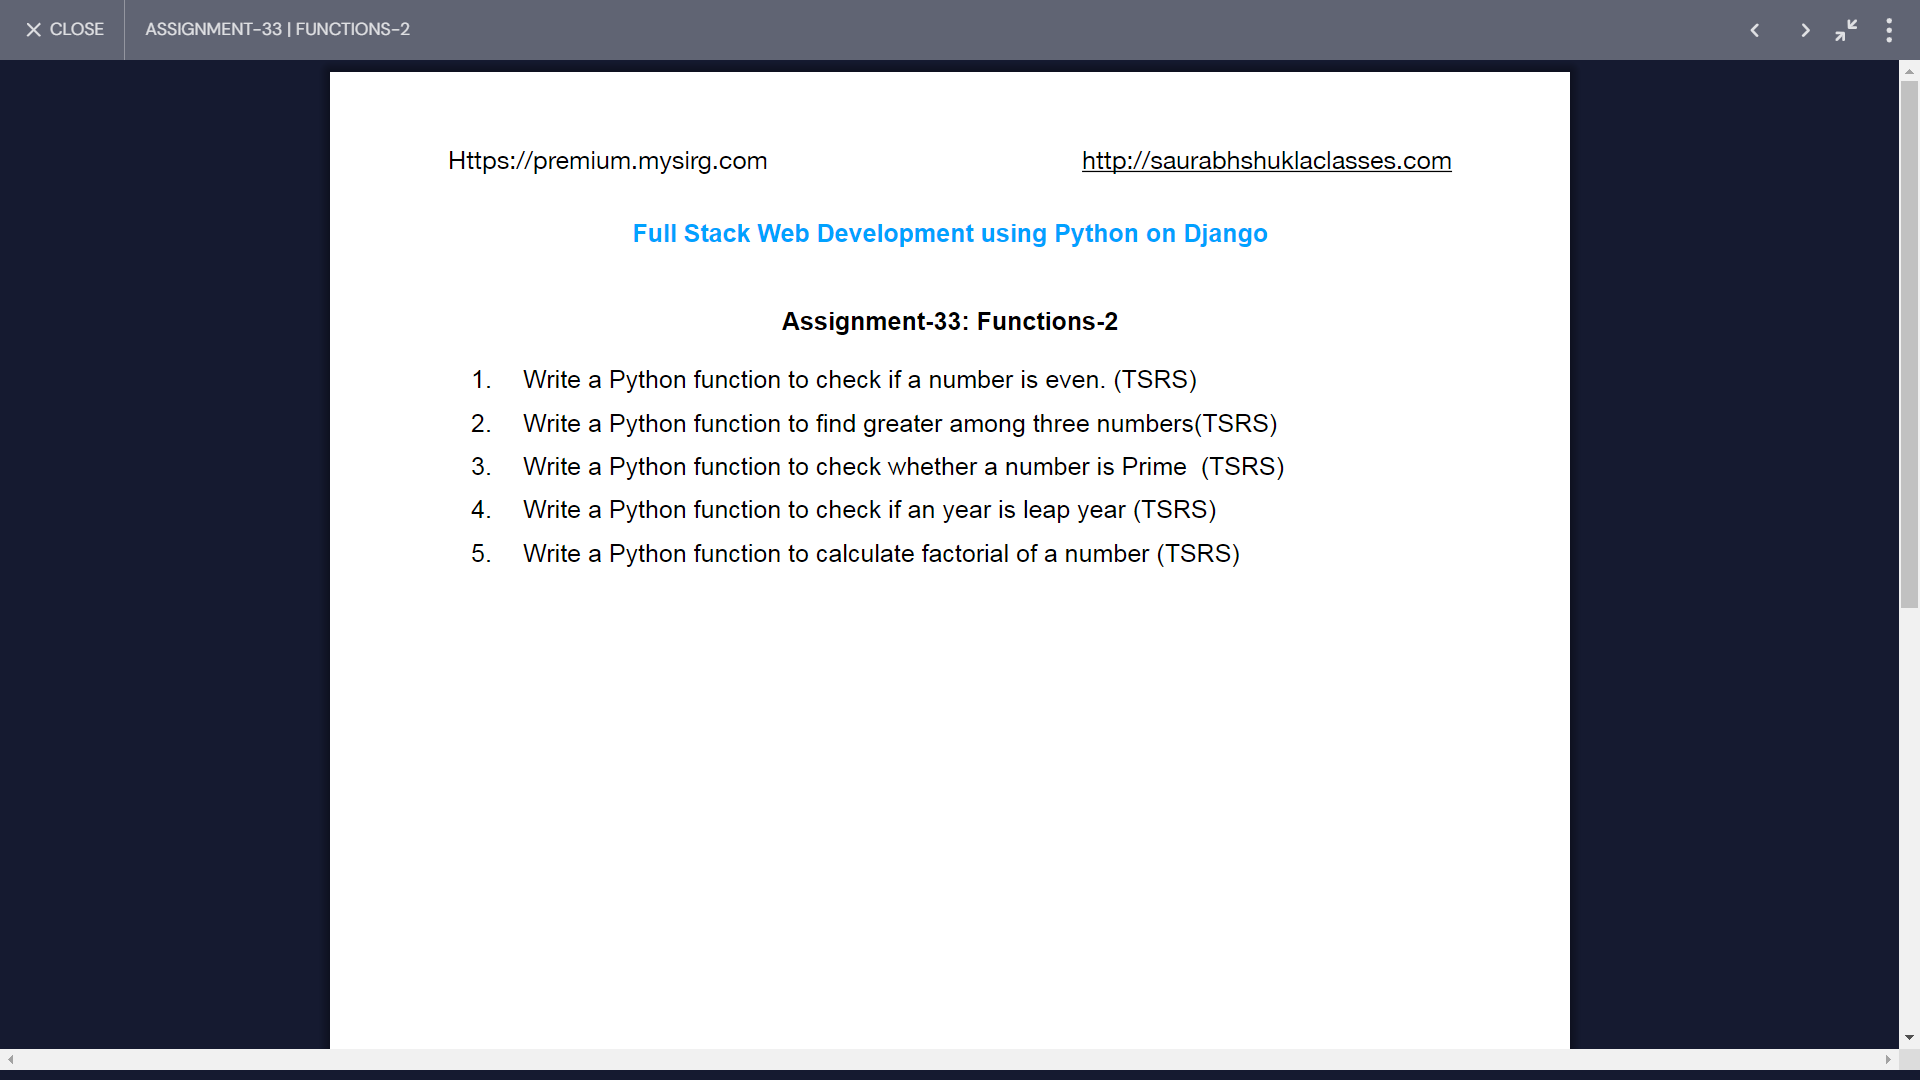 CLOSE ASSIGNMENT-33 | FUNCTIONS-2
Https://premium.mysirg.com http://saurabhshuklaclasses.com
Full Stack Web Development using Python on Django
Assignment-33: Functions-2
1. Write a Python function to check if a number is even. (TSRS)
2. Write a Python function to find greater among three numbers(TSRS)
3. Write a Python function to check whether a number is Prime  (TSRS)
4. Write a Python function to check if an year is leap year (TSRS)
5. Write a Python function to calculate factorial of a number (TSRS)